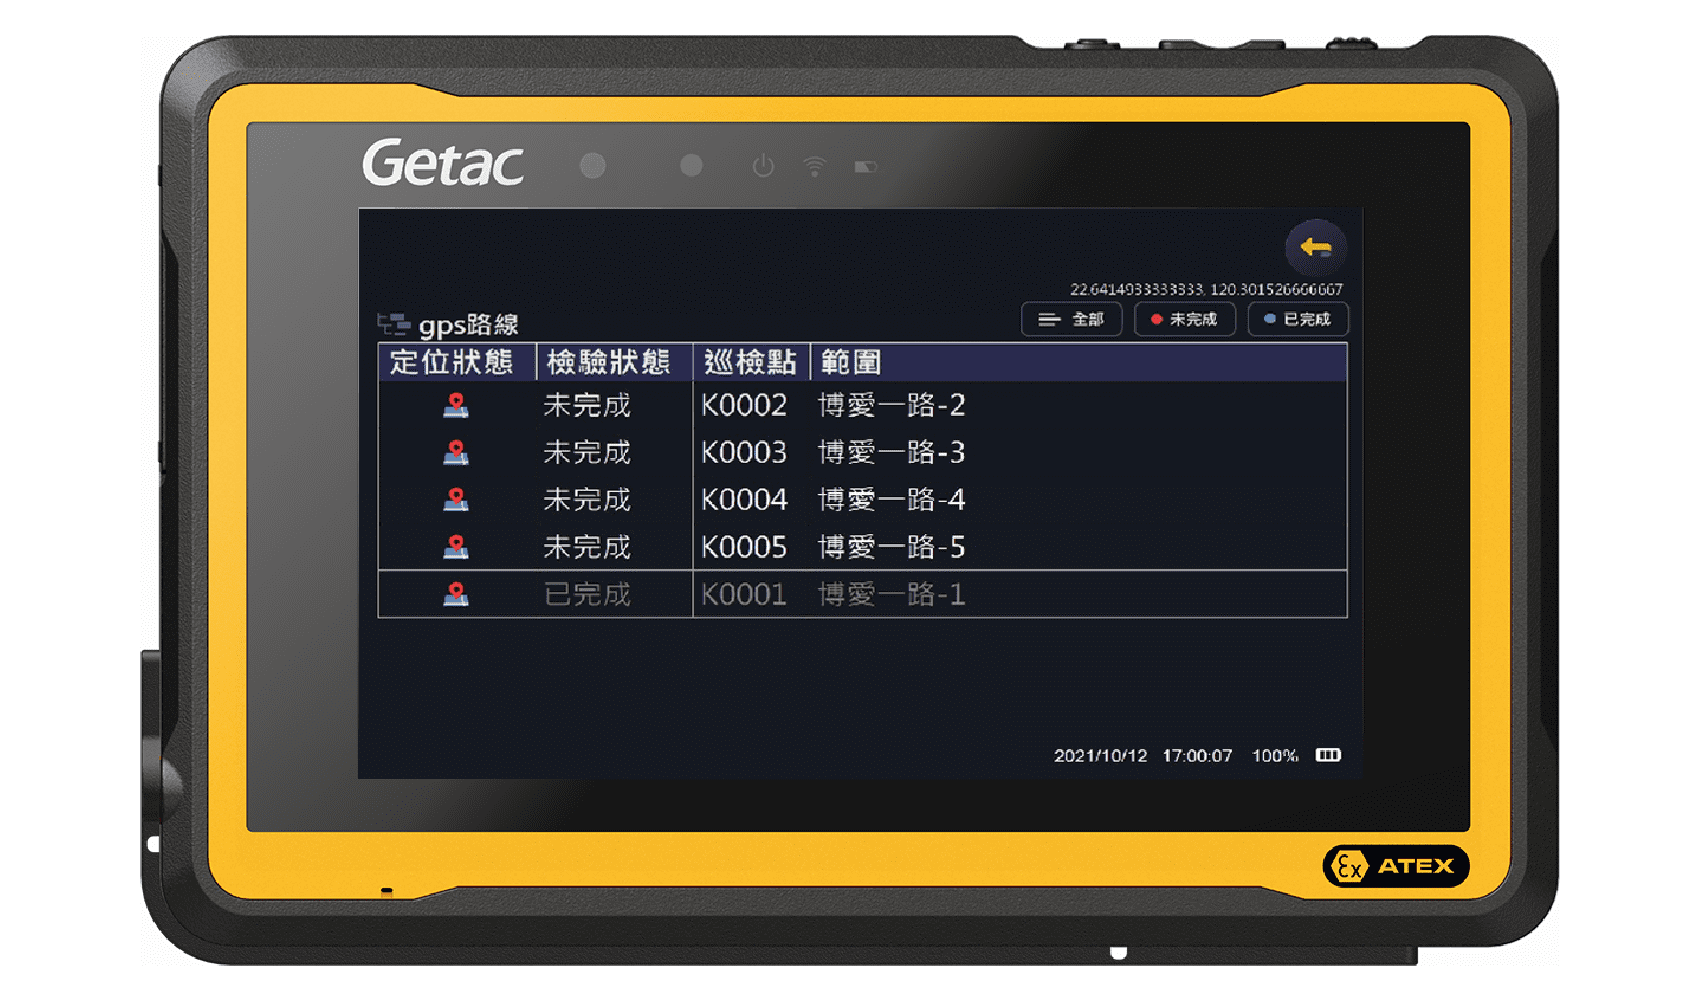 Getac
22.6414933333333, 120.301526666667
gps路線
全部 未完成 已完成
定位狀態 檢驗狀態 巡檢點 範圍
未完成 K0002 博愛一路-2
未完成 K0003 博愛一路-3
未完成 K0004 博愛一路-4
未完成 K0005 博愛一路-5
已完成 K0001 博愛一路-1
2021/10/12 17:00:07 100%
Ex ATEX